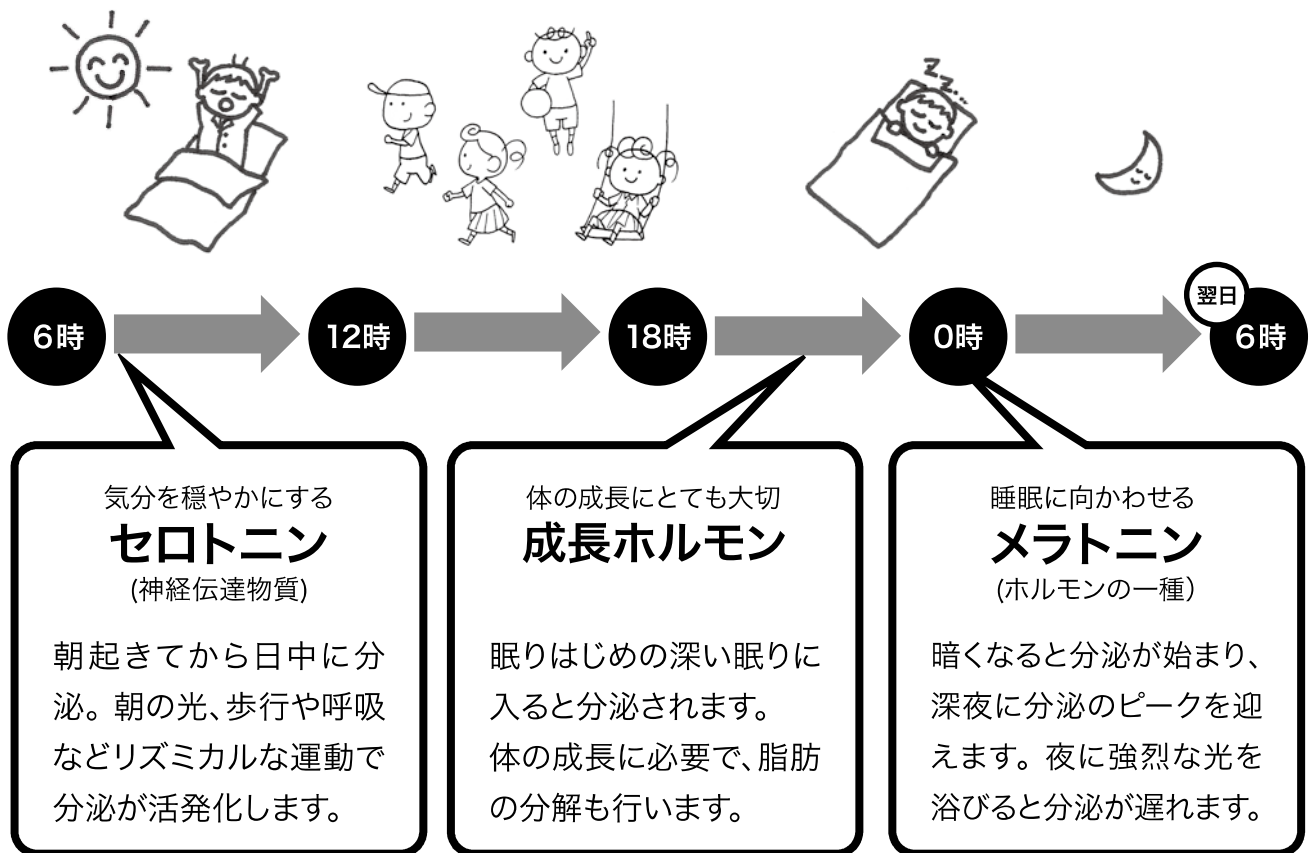 Z
Z...
6時
12時
18時
0時
翌日
6時
気分を穏やかにする
セロトニン
(神経伝達物質)
朝起きてから日中に分
泌。朝の光、歩行や呼吸
などリズミカルな運動で
分泌が活発化します。
体の成長にとても大切
成長ホルモン
眠りはじめの深い眠りに
入ると分泌されます。
体の成長に必要で、脂肪
の分解も行います。
睡眠に向かわせる
メラトニン
(ホルモンの一種）
暗くなると分泌が始まり、
深夜に分泌のピークを迎
えます。夜に強烈な光を
浴びると分泌が遅れます。